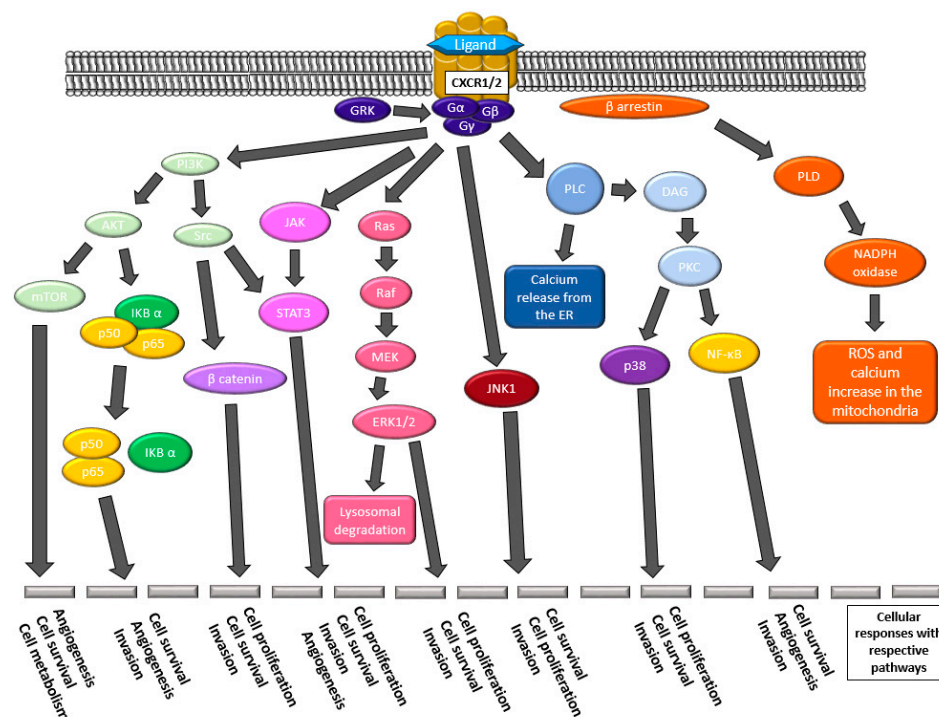 Ligand
CXCR1/2
GRK
Gα
Gβ
Gγ
β arrestin
PI3K
PLC
DAG
PLD
AKT
Src
JAK
Ras
NADPH
oxidase
PKC
mTOR
IKB α
p50
p65
STAT3
Raf
Calcium
release from
the ER
MEK
p38
NF-κB
ROS and
calcium
increase in the
mitochondria
β catenin
JNK1
ERK1/2
p50
p65
IKB α
Lysosomal
degradation
Angiogenesis
Cell survival
Cell metabolism
Cell survival
Angiogenesis
Invasion
Cell proliferation
Cell survival
Invasion
Cell proliferation
Cell survival
Invasion
Angiogenesis
Cell proliferation
Cell survival
Invasion
Cell survival
Cell proliferation
Invasion
Cell proliferation
Cell survival
Invasion
Cell survival
Angiogenesis
Invasion
Cellular
responses with
respective
pathways